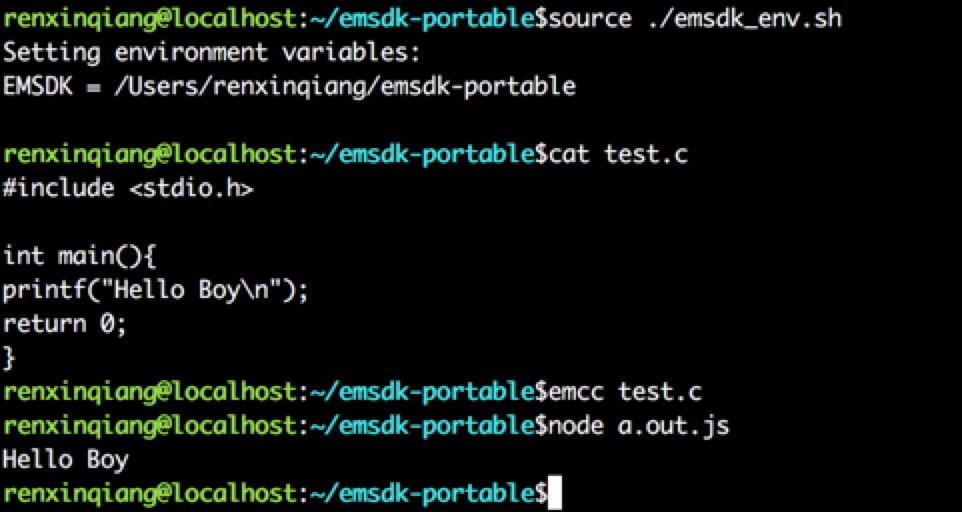 renxinqiang@localhost:~/emsdk-portable$source ./emsdk_env.sh
Setting environment variables:
EMSDK = /Users/renxinqiang/emsdk-portable
renxinqiang@localhost:~/emsdk-portable$cat test.c
#include <stdio.h>
int main(){
printf("Hello Boy\n");
return 0;
}
renxinqiang@localhost:~/emsdk-portable$emcc test.c
renxinqiang@localhost:~/emsdk-portable$node a.out.js
Hello Boy
renxinqiang@localhost:~/emsdk-portable$